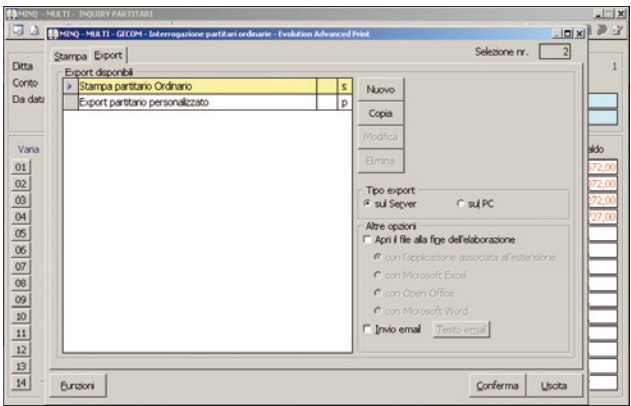 MINQ - MULTI - INQUIRY PARTITARI
MINQ - MULTI - GECOM - Interrogazione partitari ordinarie - Evolution Advanced Print
Stampa Export
Selezione nr. 2
Ditta 1
Conto
Da data
Export disponibili
Stampa partitario Ordinario s
Export partitario personalizzato p
Nuovo
Copia
Modifica
Elimina
Tipo export
sul Server sul PC
Altre opzioni
Apri il file alla fine dell'elaborazione
con l'applicazione associata all'estensione
con Microsoft Excel
con Open Office
con Microsoft Word
Invio email Testo email
Varia aldo
01 572,00
02 372,00
03 272,00
04 727,00
05
06
07
08
09
10
11
12
13
14
Funzioni Conferma Uscita